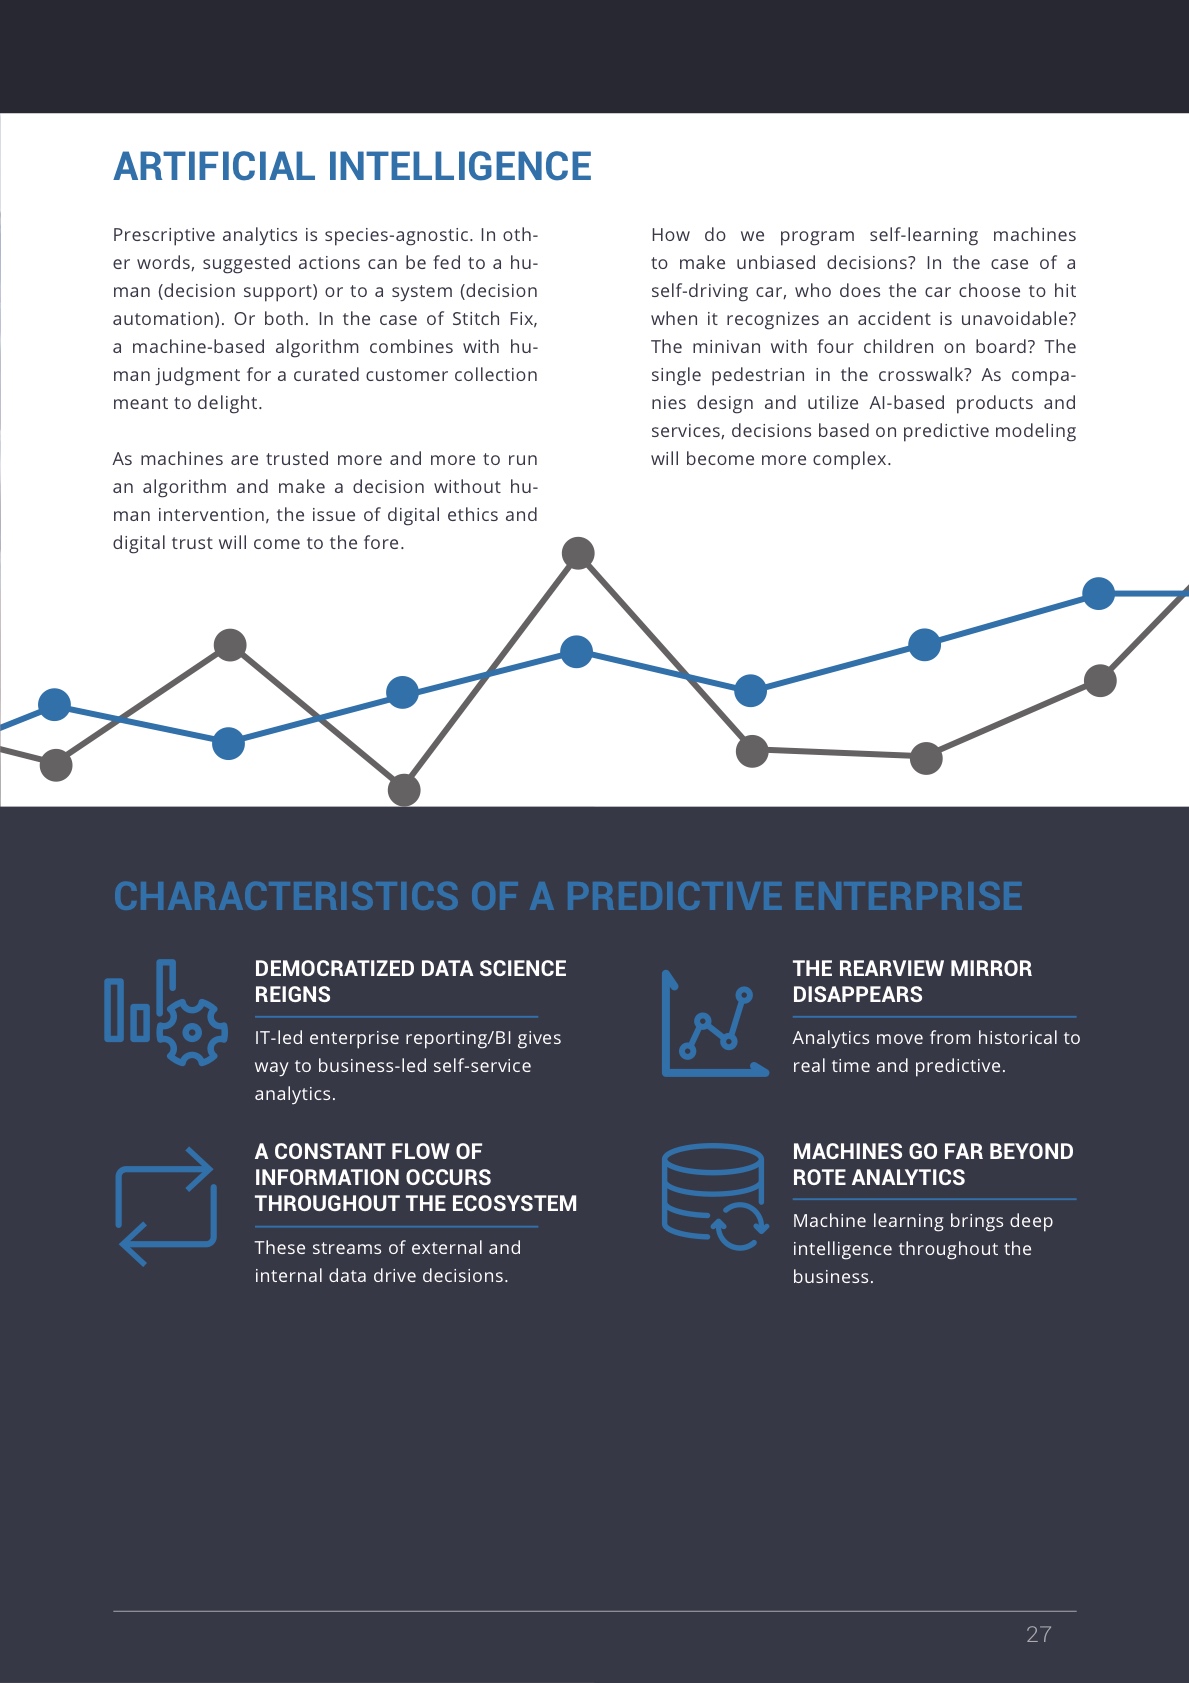 ARTIFICIAL INTELLIGENCE
Prescriptive analytics is species-agnostic. In oth-
er words, suggested actions can be fed to a hu-
man (decision support) or to a system (decision
automation). Or both. In the case of Stitch Fix,
a machine-based algorithm combines with hu-
man judgment for a curated customer collection
meant to delight.
As machines are trusted more and more to run
an algorithm and make a decision without hu-
man intervention, the issue of digital ethics and
digital trust will come to the fore.
How do we program self-learning machines
to make unbiased decisions? In the case of a
self-driving car, who does the car choose to hit
when it recognizes an accident is unavoidable?
The minivan with four children on board? The
single pedestrian in the crosswalk? As compa-
nies design and utilize AI-based products and
services, decisions based on predictive modeling
will become more complex.
CHARACTERISTICS OF A PREDICTIVE ENTERPRISE
DEMOCRATIZED DATA SCIENCE
REIGNS
IT-led enterprise reporting/BI gives
way to business-led self-service
analytics.
THE REARVIEW MIRROR
DISAPPEARS
Analytics move from historical to
real time and predictive.
A CONSTANT FLOW OF
INFORMATION OCCURS
THROUGHOUT THE ECOSYSTEM
These streams of external and
internal data drive decisions.
MACHINES GO FAR BEYOND
ROTE ANALYTICS
Machine learning brings deep
intelligence throughout the
business.
27